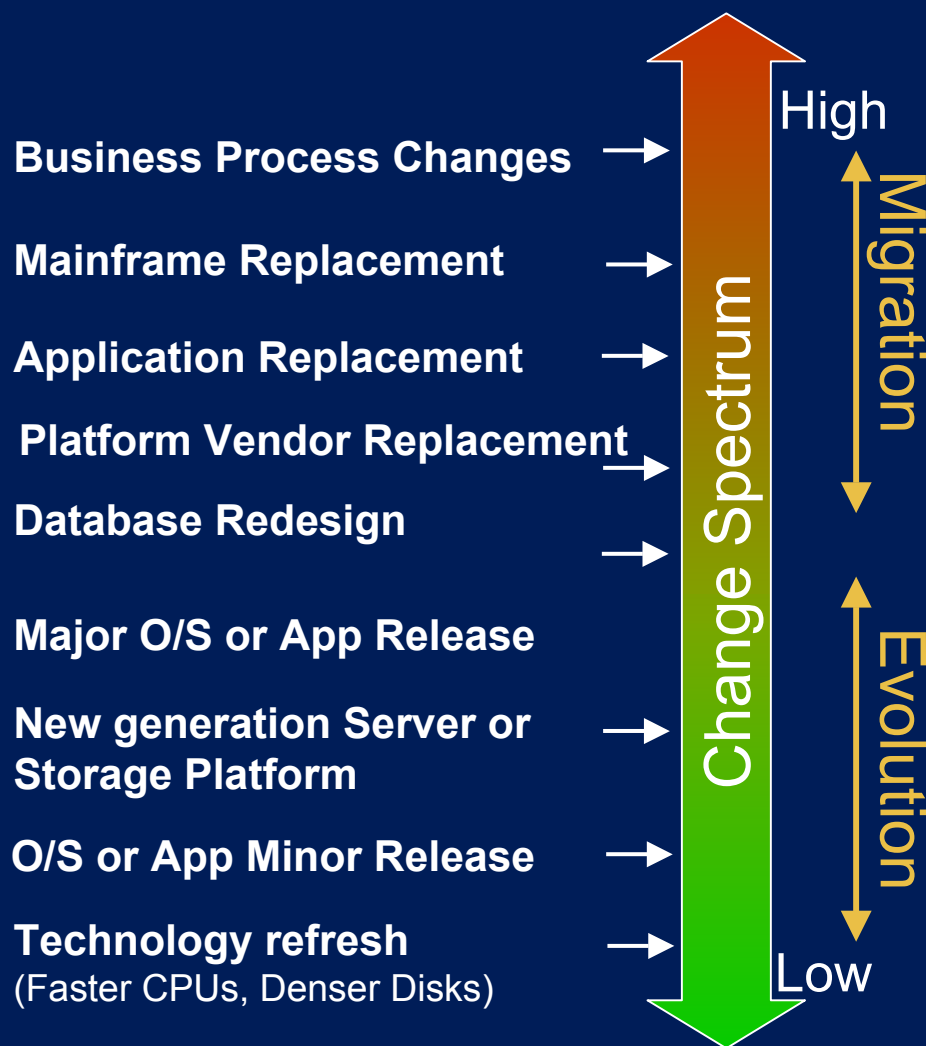 High
Business Process Changes
Mainframe Replacement
Application Replacement
Platform Vendor Replacement
Database Redesign
Major O/S or App Release
New generation Server or
Storage Platform
O/S or App Minor Release
Technology refresh
(Faster CPUs, Denser Disks)
Low
Change Spectrum
Migration
Evolution